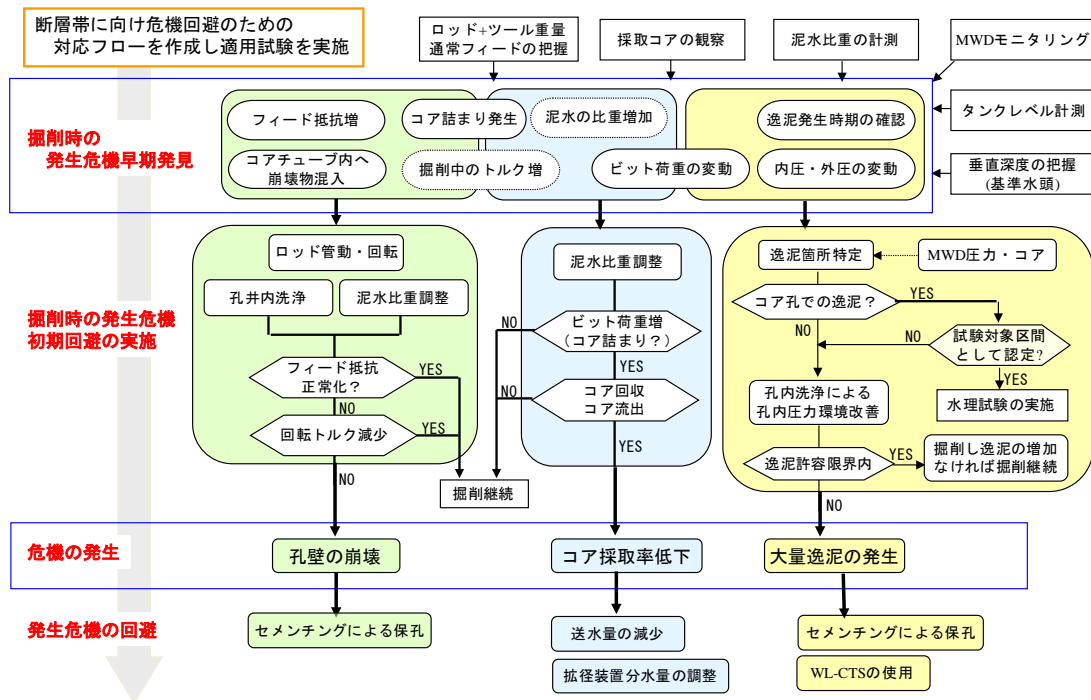 断層帯に向け危機回避のための
対応フローを作成し適用試験を実施
ロッド+ツール重量
通常フィードの把握
採取コアの観察
泥水比重の計測
MWDモニタリング
タンクレベル計測
垂直深度の把握
(基準水頭)
掘削時の
発生危機早期発見
フィード抵抗増
コア詰まり発生
泥水の比重増加
逸泥発生時期の確認
コアチューブ内へ
崩壊物混入
掘削中のトルク増
ビット荷重の変動
内圧・外圧の変動
掘削時の発生危機
初期回避の実施
ロッド管動・回転
孔井内洗浄
泥水比重調整
フィード抵抗
正常化？
YES
NO
回転トルク減少
YES
NO
掘削継続
泥水比重調整
NO
ビット荷重増
（コア詰まり？）
YES
NO
コア回収
コア流出
YES
逸泥箇所特定
MWD圧力・コア
コア孔での逸泥？
YES
NO
NO
試験対象区間
として認定?
YES
水理試験の実施
孔内洗浄による
孔内圧力環境改善
逸泥許容限界内
YES
掘削し逸泥の増加
なければ掘削継続
NO
危機の発生
孔壁の崩壊
コア採取率低下
大量逸泥の発生
発生危機の回避
セメンチングによる保孔
送水量の減少
拡径装置分水量の調整
セメンチングによる保孔
WL-CTSの使用